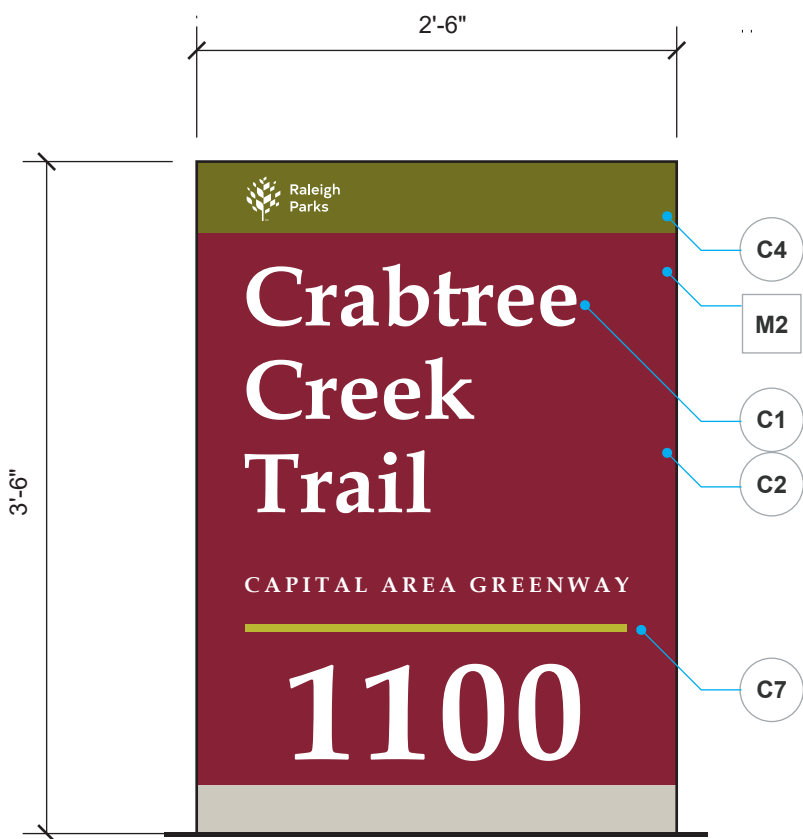 2'-6"
Raleigh
Parks
C4
Crabtree
M2
Creek
C1
Trail
C2
3'-6"
CAPITAL AREA GREENWAY
C7
1100